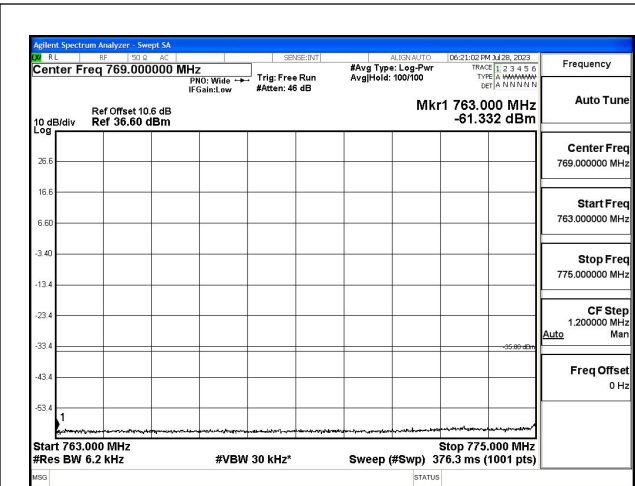 Agilent Spectrum Analyzer - Swept SA
RL RF 50 Ω AC SENSE:INT ALIGN AUTO 06:21:02 PM Jul 28, 2023
Center Freq 769.000000 MHz
PNO: Wide
IFGain:Low
Trig: Free Run
#Atten: 46 dB
#Avg Type: Log-Pwr
Avg|Hold: 100/100
TRACE 1 2 3 4 5 6
TYPE A WWWWW
DET A N N N N N
Ref Offset 10.6 dB
10 dB/div Ref 36.60 dBm
Log
Mkr1 763.000 MHz
-61.332 dBm
26.6
16.6
6.60
-3.40
-13.4
-23.4
-33.4
-35.00 dBm
-43.4
-53.4
1
Start 763.000 MHz Stop 775.000 MHz
#Res BW 6.2 kHz #VBW 30 kHz* Sweep (#Swp) 376.3 ms (1001 pts)
MSG STATUS
Frequency
Auto Tune
Center Freq
769.000000 MHz
Start Freq
763.000000 MHz
Stop Freq
775.000000 MHz
CF Step
1.200000 MHz
Auto Man
Freq Offset
0 Hz